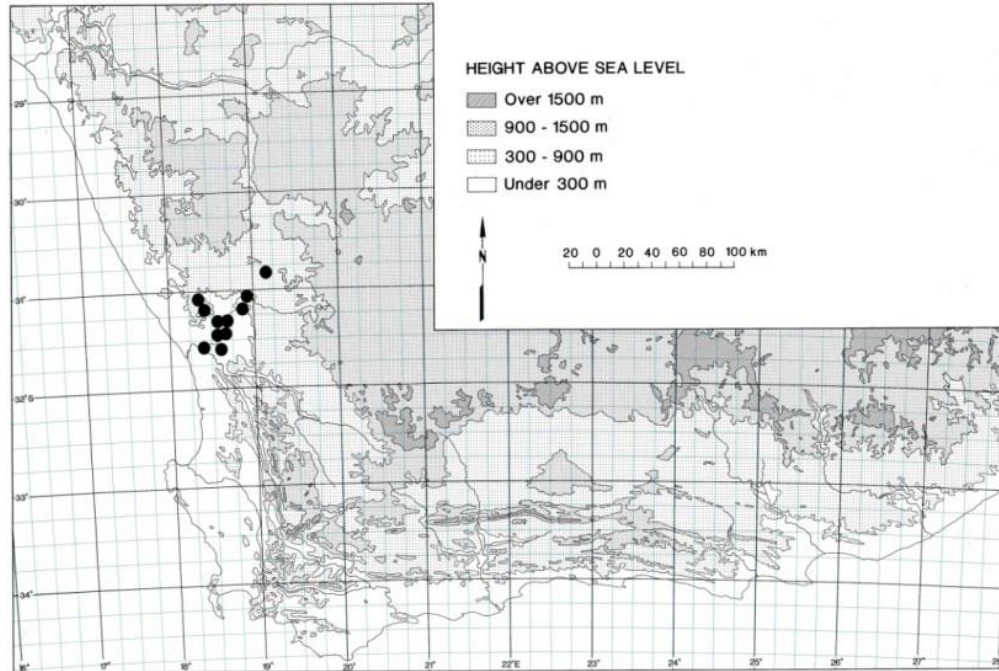 HEIGHT ABOVE SEA LEVEL
Over 1500 m
900 - 1500 m
300 - 900 m
Under 300 m
N
20 0 20 40 60 80 100 km
29°
30°
31°
32°S
33°
34°
16° 17° 18° 19° 20° 21° 22°E 23° 24° 25° 26° 27°